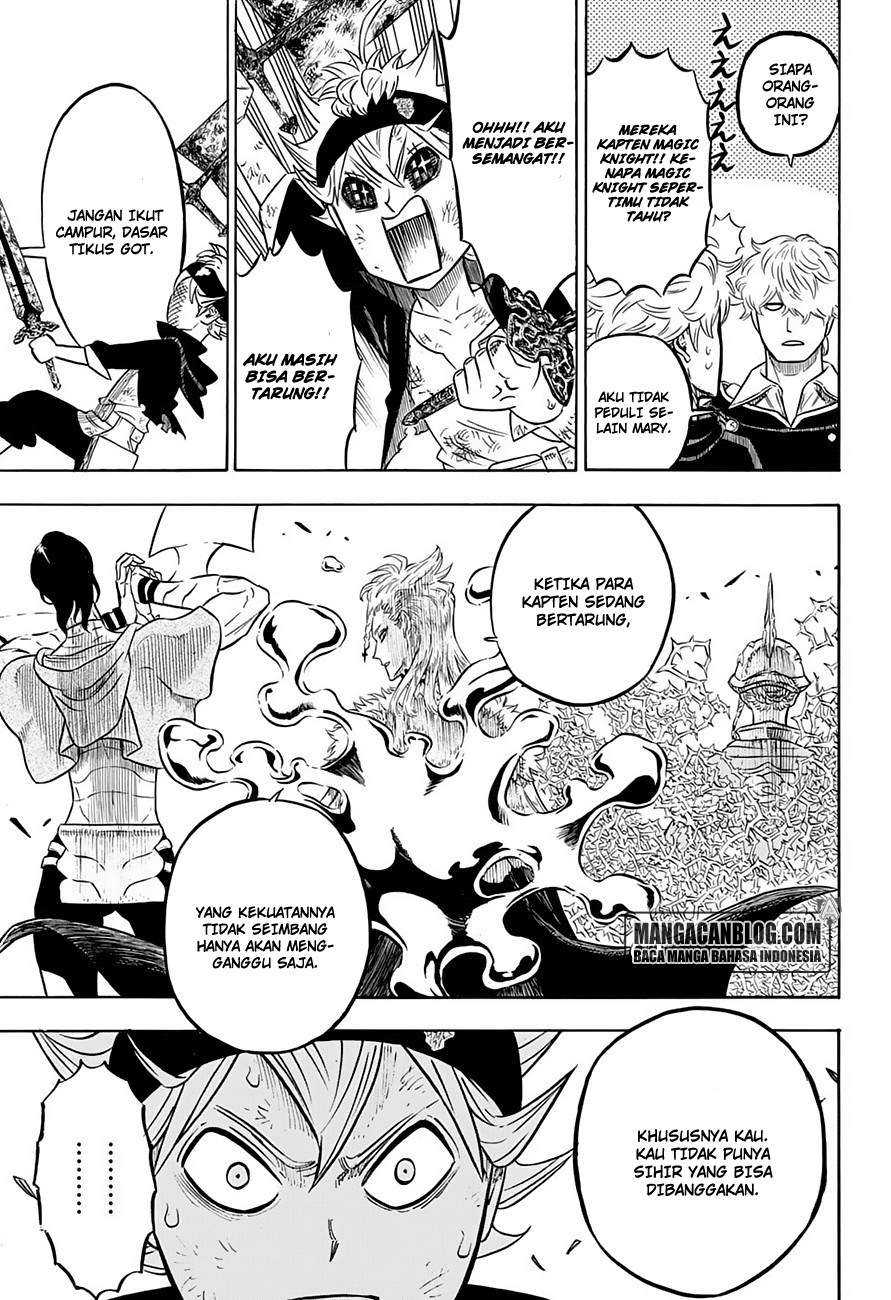 SIAPA
ORANG-
ORANG
INI?
えええええ
MEREKA
KAPTEN MAGIC
KNIGHT!! KE-
NAPA MAGIC
KNIGHT SEPER-
TIMU TIDAK
TAHU?
AKU TIDAK
PEDULI SE-
LAIN MARY.
OHHH!! AKU
MENJADI BER-
SEMANGAT!!
AKU MASIH
BISA BER-
TARUNG!!
JANGAN IKUT
CAMPUR, DASAR
TIKUS GOT.
KETIKA PARA
KAPTEN SEDANG
BERTARUNG,
YANG KEKUATANNYA
TIDAK SEIMBANG
HANYA AKAN MENG-
GANGGU SAJA.
MANGACANBLOG.COM
BACA MANGA BAHASA INDONESIA
KHUSUSNYA KAU.
KAU TIDAK PUNYA
SIHIR YANG BISA
DIBANGGAKAN.
………
………